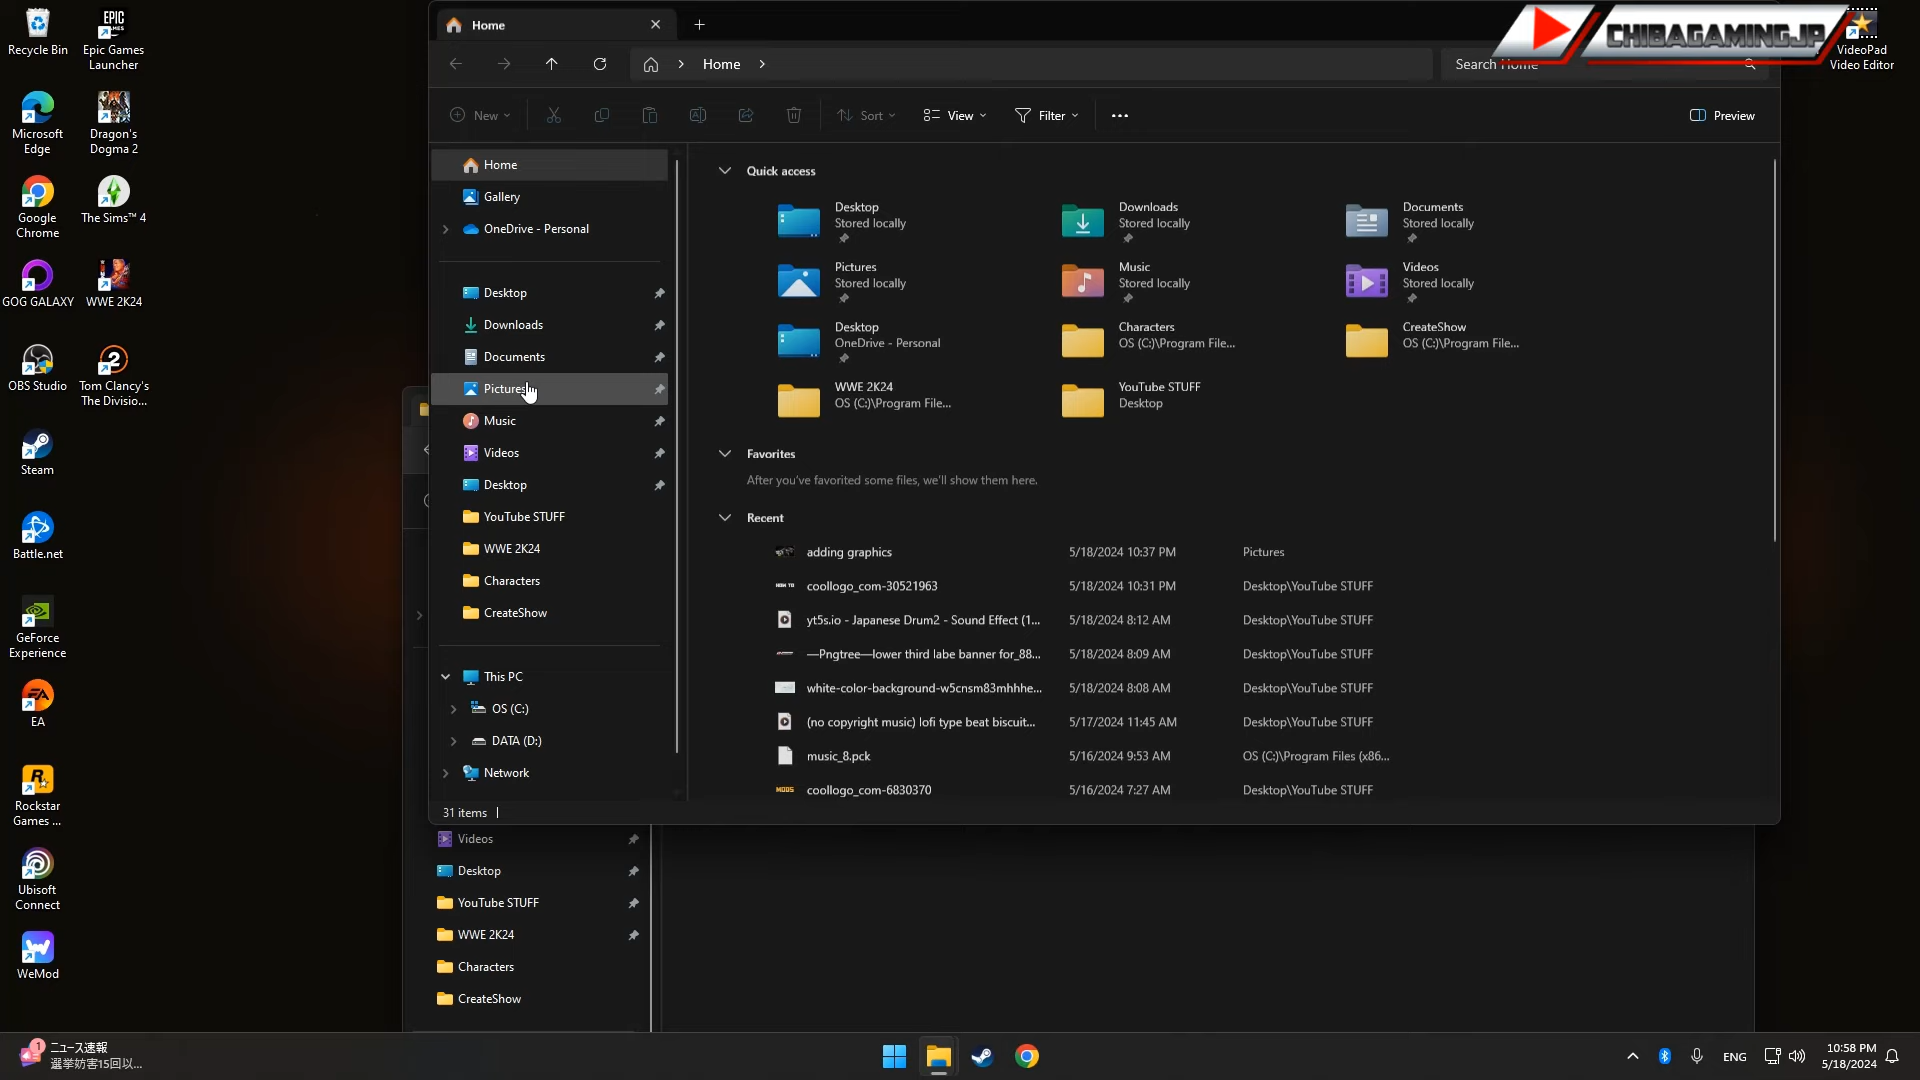 Recycle Bin
Epic Games
Launcher
Microsoft
Edge
Dragon's
Dogma 2
Google
Chrome
The Sims™ 4
GOG GALAXY
WWE 2K24
OBS Studio
Tom Clancy's
The Divisio...
Steam
Battle.net
GeForce
Experience
EA
Rockstar
Games ...
Ubisoft
Connect
WeMod
Home
CHIBAGAMINGJP
VideoPad
Video Editor
Home
Search Home
New
Sort
View
Filter
Preview
Home
Gallery
OneDrive - Personal
Desktop
Downloads
Documents
Pictures
Music
Videos
Desktop
YouTube STUFF
WWE 2K24
Characters
CreateShow
This PC
OS (C:)
DATA (D:)
Network
31 items
Quick access
Desktop
Stored locally
Downloads
Stored locally
Documents
Stored locally
Pictures
Stored locally
Music
Stored locally
Videos
Stored locally
Desktop
OneDrive - Personal
Characters
OS (C:)\Program File...
CreateShow
OS (C:)\Program File...
WWE 2K24
OS (C:)\Program File...
YouTube STUFF
Desktop
Favorites
After you've favorited some files, we'll show them here.
Recent
adding graphics 5/18/2024 10:37 PM Pictures
coollogo_com-30521963 5/18/2024 10:31 PM Desktop\YouTube STUFF
yt5s.io - Japanese Drum2 - Sound Effect (1... 5/18/2024 8:12 AM Desktop\YouTube STUFF
—Pngtree—lower third labe banner for_88... 5/18/2024 8:09 AM Desktop\YouTube STUFF
white-color-background-w5cnsm83mhhhe... 5/18/2024 8:08 AM Desktop\YouTube STUFF
(no copyright music) lofi type beat biscuit... 5/17/2024 11:45 AM Desktop\YouTube STUFF
music_8.pck 5/16/2024 9:53 AM OS (C:)\Program Files (x86...
coollogo_com-6830370 5/16/2024 7:27 AM Desktop\YouTube STUFF
Videos
Desktop
YouTube STUFF
WWE 2K24
Characters
CreateShow
1
ニュース速報
選挙妨害15回以...
ENG
10:58 PM
5/18/2024